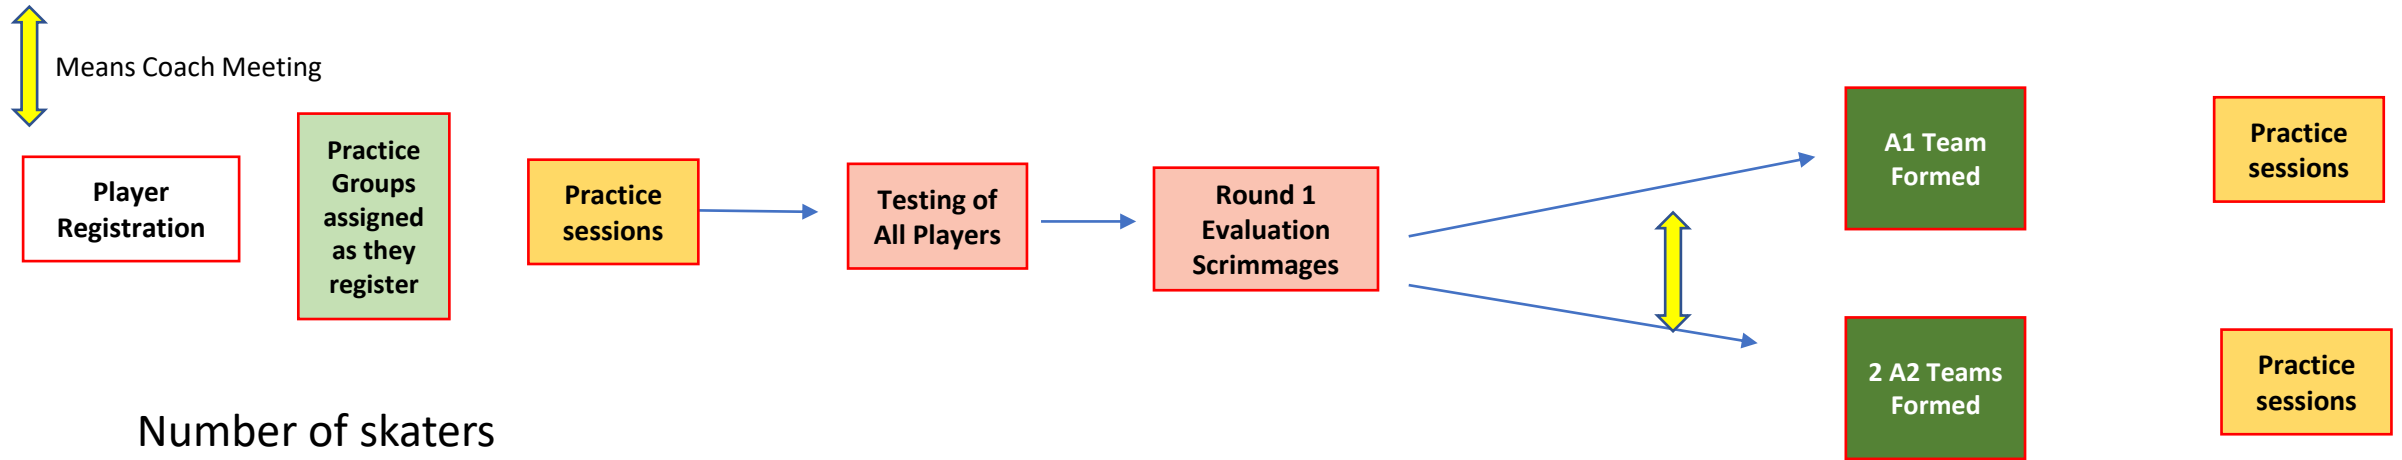 Means Coach Meeting
Player
Registration
Practice
Groups
assigned
as they
register
Practice
sessions
Testing of
All Players
Round 1
Evaluation
Scrimmages
A1 Team
Formed
Practice
sessions
2 A2 Teams
Formed
Practice
sessions
Number of skaters